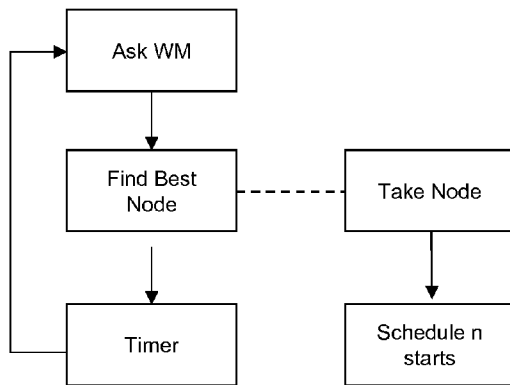 Ask WM
Find Best
Node
Take Node
Timer
Schedule n
starts